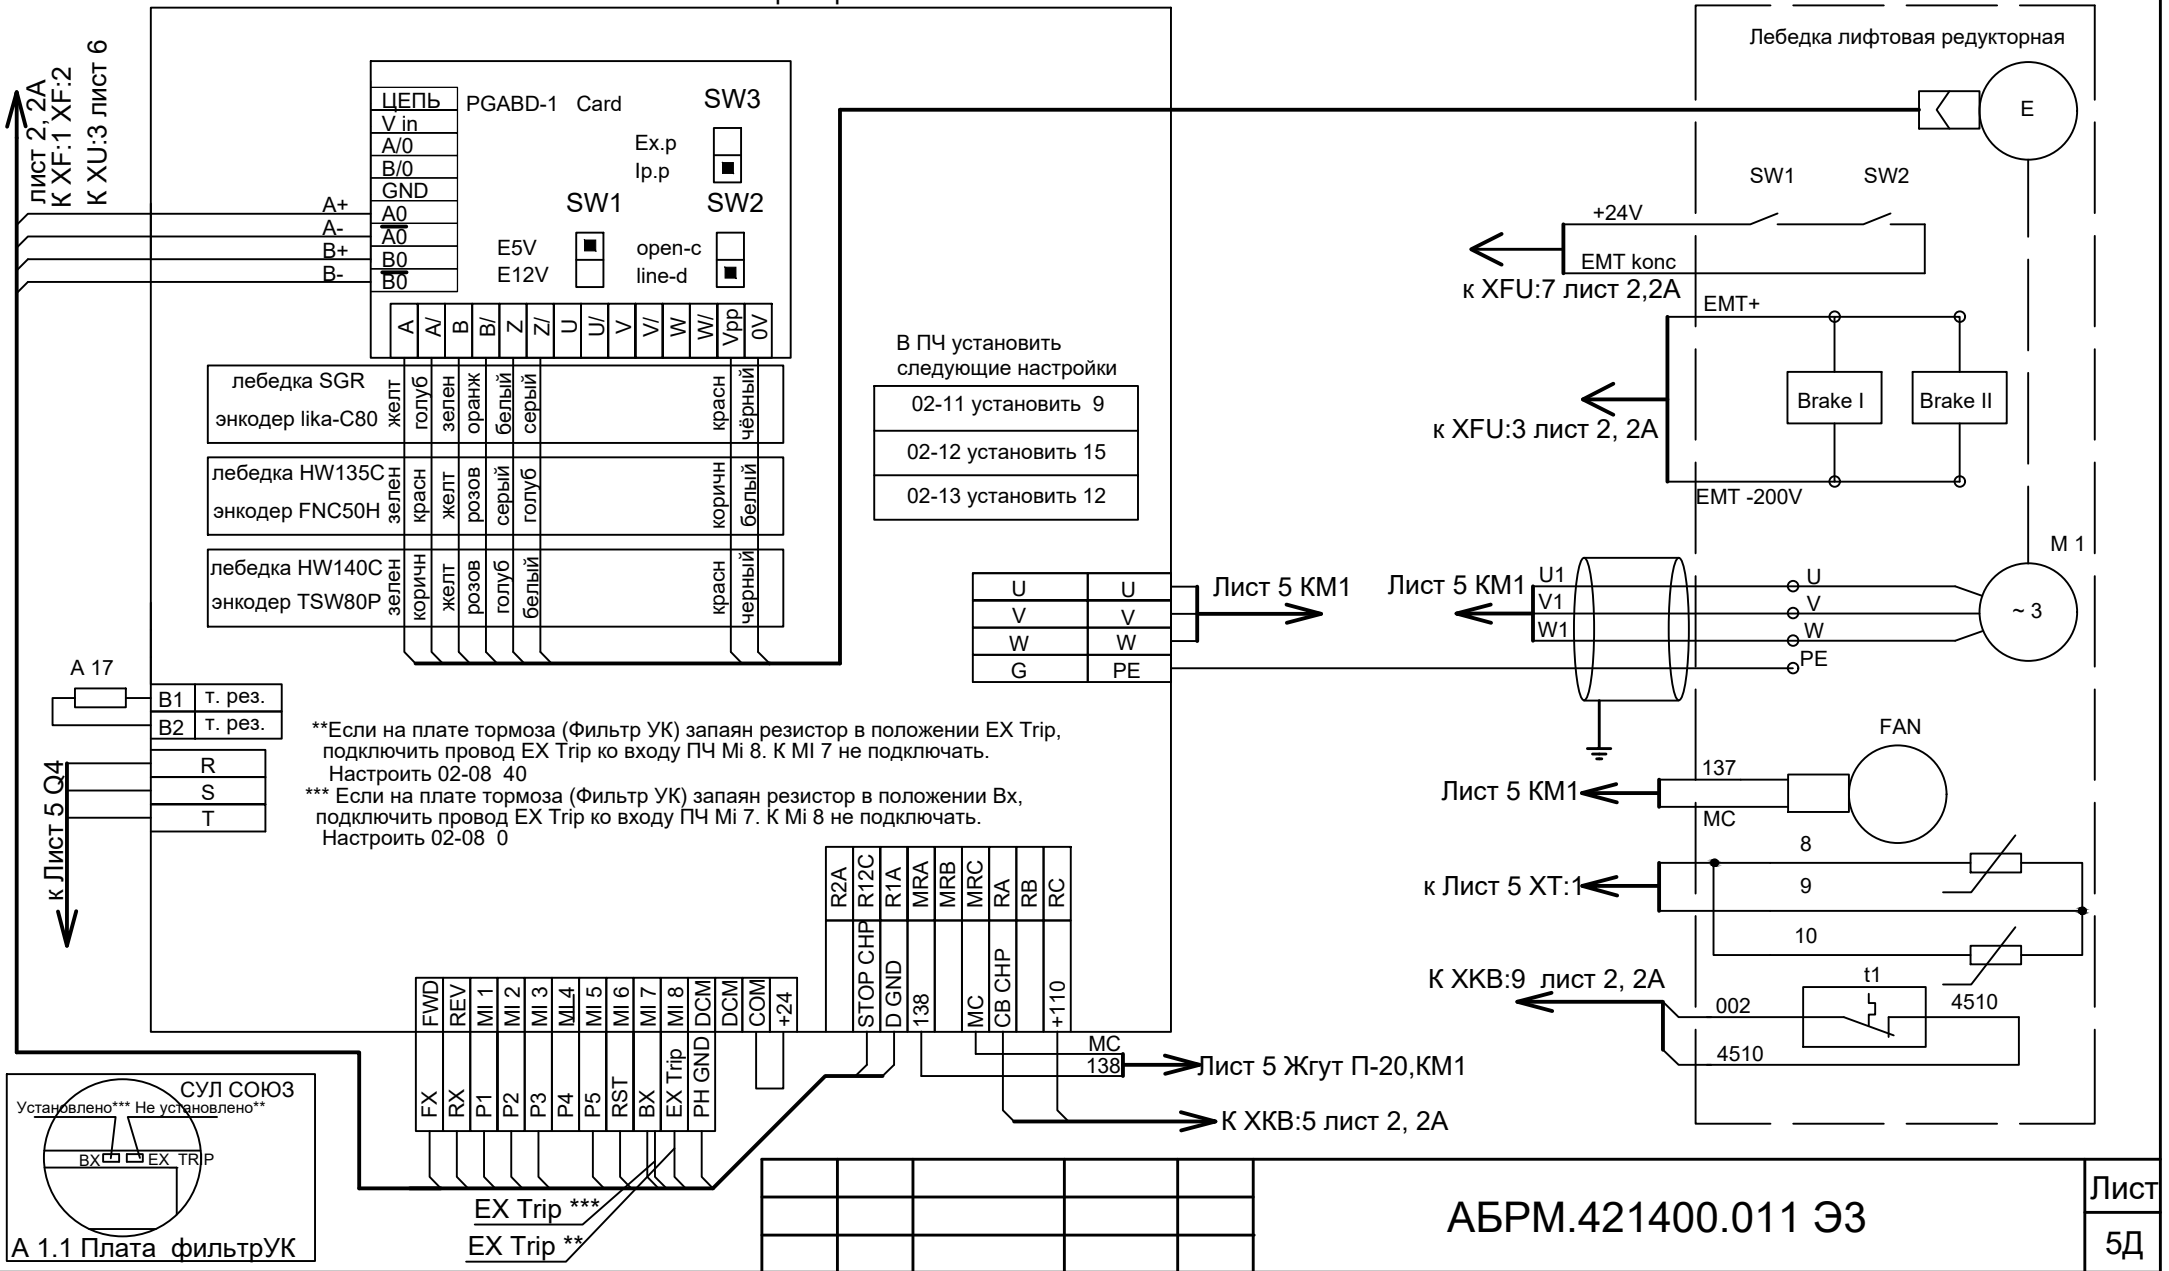 лист 2, 2А
К XF:1 XF:2
К XU:3 лист 6
ЦЕПЬ
V in
A/0
B/0
GND
A0
A0
B0
B0
A+
A-
B+
B-
PGABD-1 Card
SW3
Ex.p
Ip.p
SW1
SW2
E5V
E12V
open-c
line-d
A
A/
B
B/
Z
Z/
U
U/
V
V/
W
W/
Vpp
0V
лебедка SGR
энкодер lika-C80
желт
голуб
зелен
оранж
белый
серый
красн
чёрный
лебедка HW135C
энкодер FNC50H
зелен
красн
желт
розов
серый
голуб
коричн
белый
лебедка HW140C
энкодер TSW80P
зелен
коричн
желт
розов
голуб
белый
красн
черный
В ПЧ установить
следующие настройки
02-11 установить 9
02-12 установить 15
02-13 установить 12
U U
V V
W W
G PE
Лист 5 КМ1
А 17
B1 т. рез.
B2 т. рез.
R
S
T
к Лист 5 Q4
**Если на плате тормоза (Фильтр УК) запаян резистор в положении EX Trip,
подключить провод EX Trip ко входу ПЧ Mi 8. К MI 7 не подключать.
Настроить 02-08 40
*** Если на плате тормоза (Фильтр УК) запаян резистор в положении Вх,
подключить провод EX Trip ко входу ПЧ Mi 7. К Mi 8 не подключать.
Настроить 02-08 0
R2A
R12C
R1A
MRA
MRB
MRC
RA
RB
RC
STOP CHP
D GND
138
MC
CB CHP
+110
FWD
REV
MI 1
MI 2
MI 3
MI 4
MI 5
MI 6
MI 7
MI 8
DCM
DCM
COM
+24
FX
RX
P1
P2
P3
P4
P5
RST
BX
EX Trip
PH GND
MC
138
Лист 5 Жгут П-20,КМ1
К ХКВ:5 лист 2, 2А
EX Trip ***
EX Trip **
СУЛ СОЮЗ
Установлено*** Не установлено**
BX
EX TRIP
А 1.1 Плата фильтрУК
Лебедка лифтовая редукторная
E
SW1
SW2
+24V
EMT konc
к XFU:7 лист 2,2А
EMT+
Brake I
Brake II
к XFU:3 лист 2, 2А
EMT -200V
M 1
Лист 5 КМ1
U1
V1
W1
U
V
W
PE
~ 3
FAN
137
MC
Лист 5 КМ1
8
9
10
к Лист 5 ХТ:1
К ХКВ:9 лист 2, 2А
t1
002
4510
4510
АБРМ.421400.011 Э3
Лист
5Д